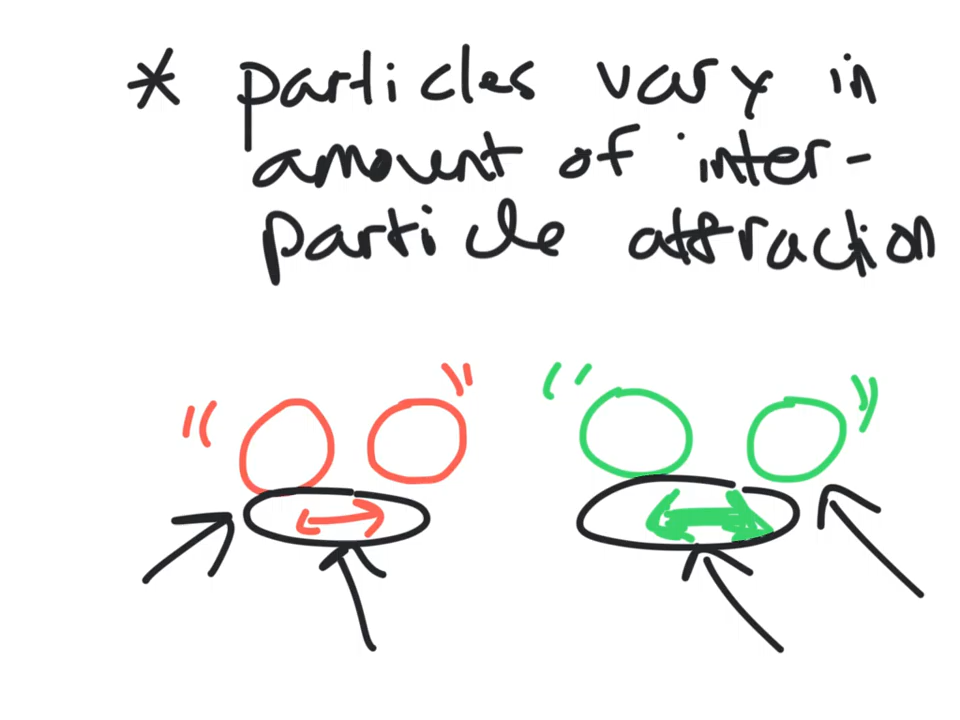 * particles vary in
amount of inter-
particle attraction